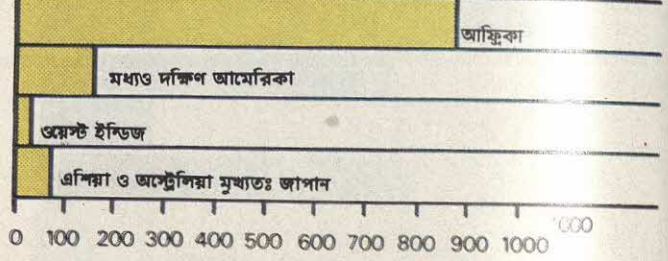 আফ্রিকা
মধ্যও দক্ষিণ আমেরিকা
ওয়েস্ট ইন্ডিজ
এশিয়া ও অস্ট্রেলিয়া মুখ্যতঃ জাপান
0 100 200 300 400 500 600 700 800 900 1000 '000